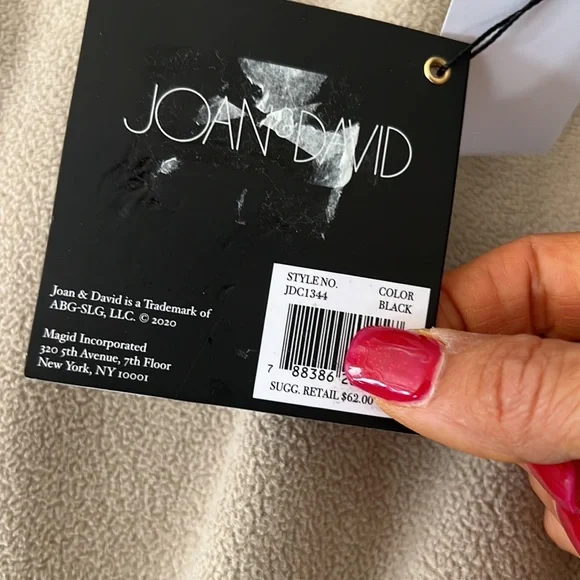 JOAN & DAVID
STYLE NO.
JDC1344
COLOR
BLACK
Joan & David is a Trademark of
ABG-SLG, LLC. © 2020
Magid Incorporated
320 5th Avenue, 7th Floor
New York, NY 10001
7 88386 2
SUGG. RETAIL $62.00